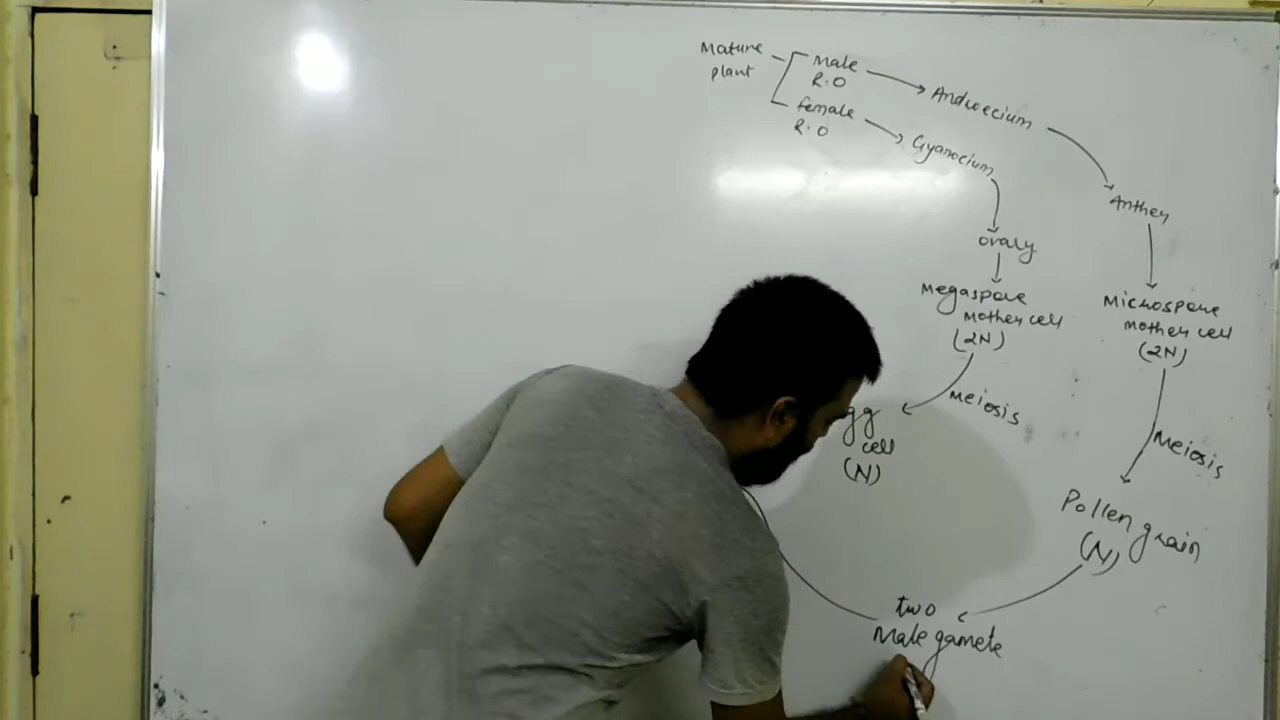 Mature
plant
Male
R.O
female
R.O
Androecium
Gyanocium
Anther
ovary
Megaspore
Mother cell
(2N)
Microspore
mother cell
(2N)
Meiosis
Meiosis
gg
cell
(N)
Pollen grain
(N)
two
Male gamete